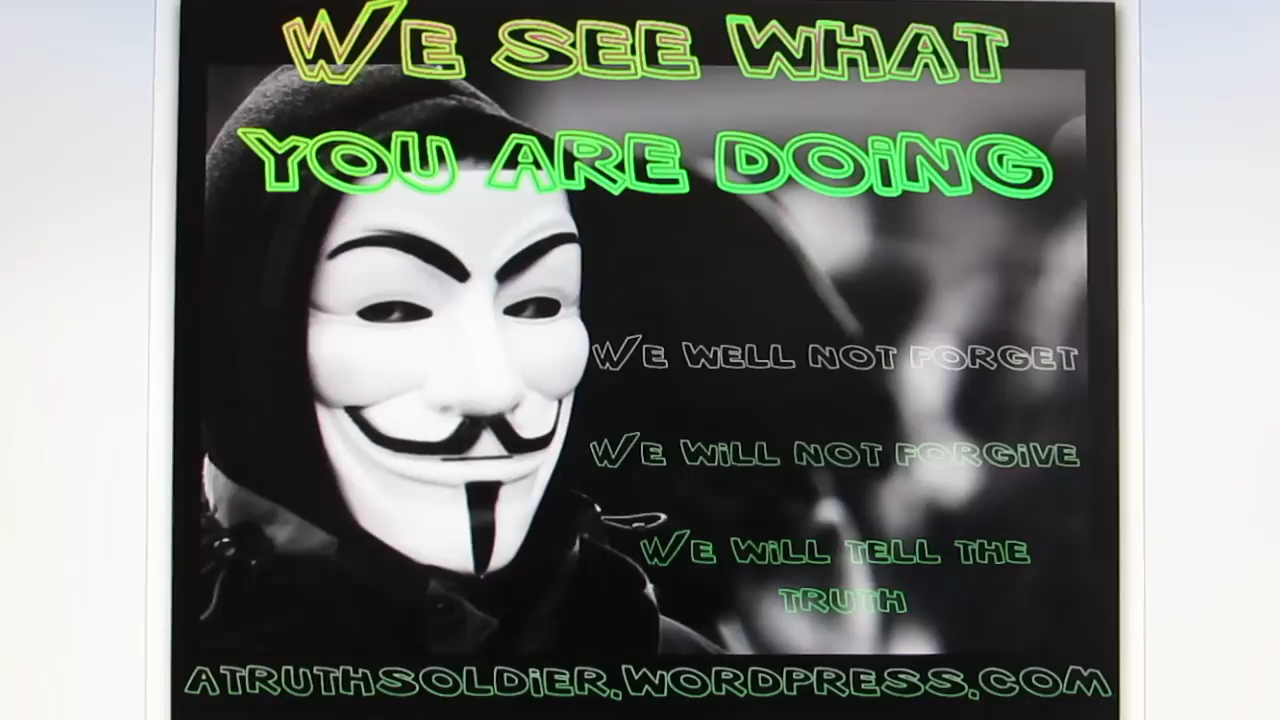 WE SEE WHAT
YOU ARE DOiNG
WE WELL NOT FORGET
WE WiLL NOT FORGiVE
WE WiLL TELL THE
TRUTH
ATRUTHSOLDiER.WORDPRESS.COM